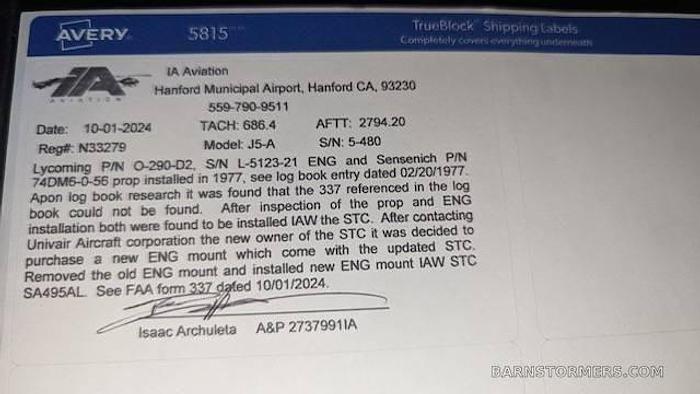 AVERY
5815
TrueBlock Shipping Labels
Completely covers everything underneath
IA
AVIATION
IA Aviation
Hanford Municipal Airport, Hanford CA, 93230
559-790-9511
Date: 10-01-2024 TACH: 686.4 AFTT: 2794.20
Reg#: N33279 Model: J5-A S/N: 5-480
Lycoming P/N O-290-D2, S/N L-5123-21 ENG and Sensenich P/N
74DM6-0-56 prop installed in 1977, see log book entry dated 02/20/1977.
Apon log book research it was found that the 337 referenced in the log
book could not be found. After inspection of the prop and ENG
installation both were found to be installed IAW the STC. After contacting
Univair Aircraft corporation the new owner of the STC it was decided to
purchase a new ENG mount which come with the updated STC.
Removed the old ENG mount and installed new ENG mount IAW STC
SA495AL. See FAA form 337 dated 10/01/2024.
Isaac Archuleta A&P 2737991IA
BARNSTORMERS.COM